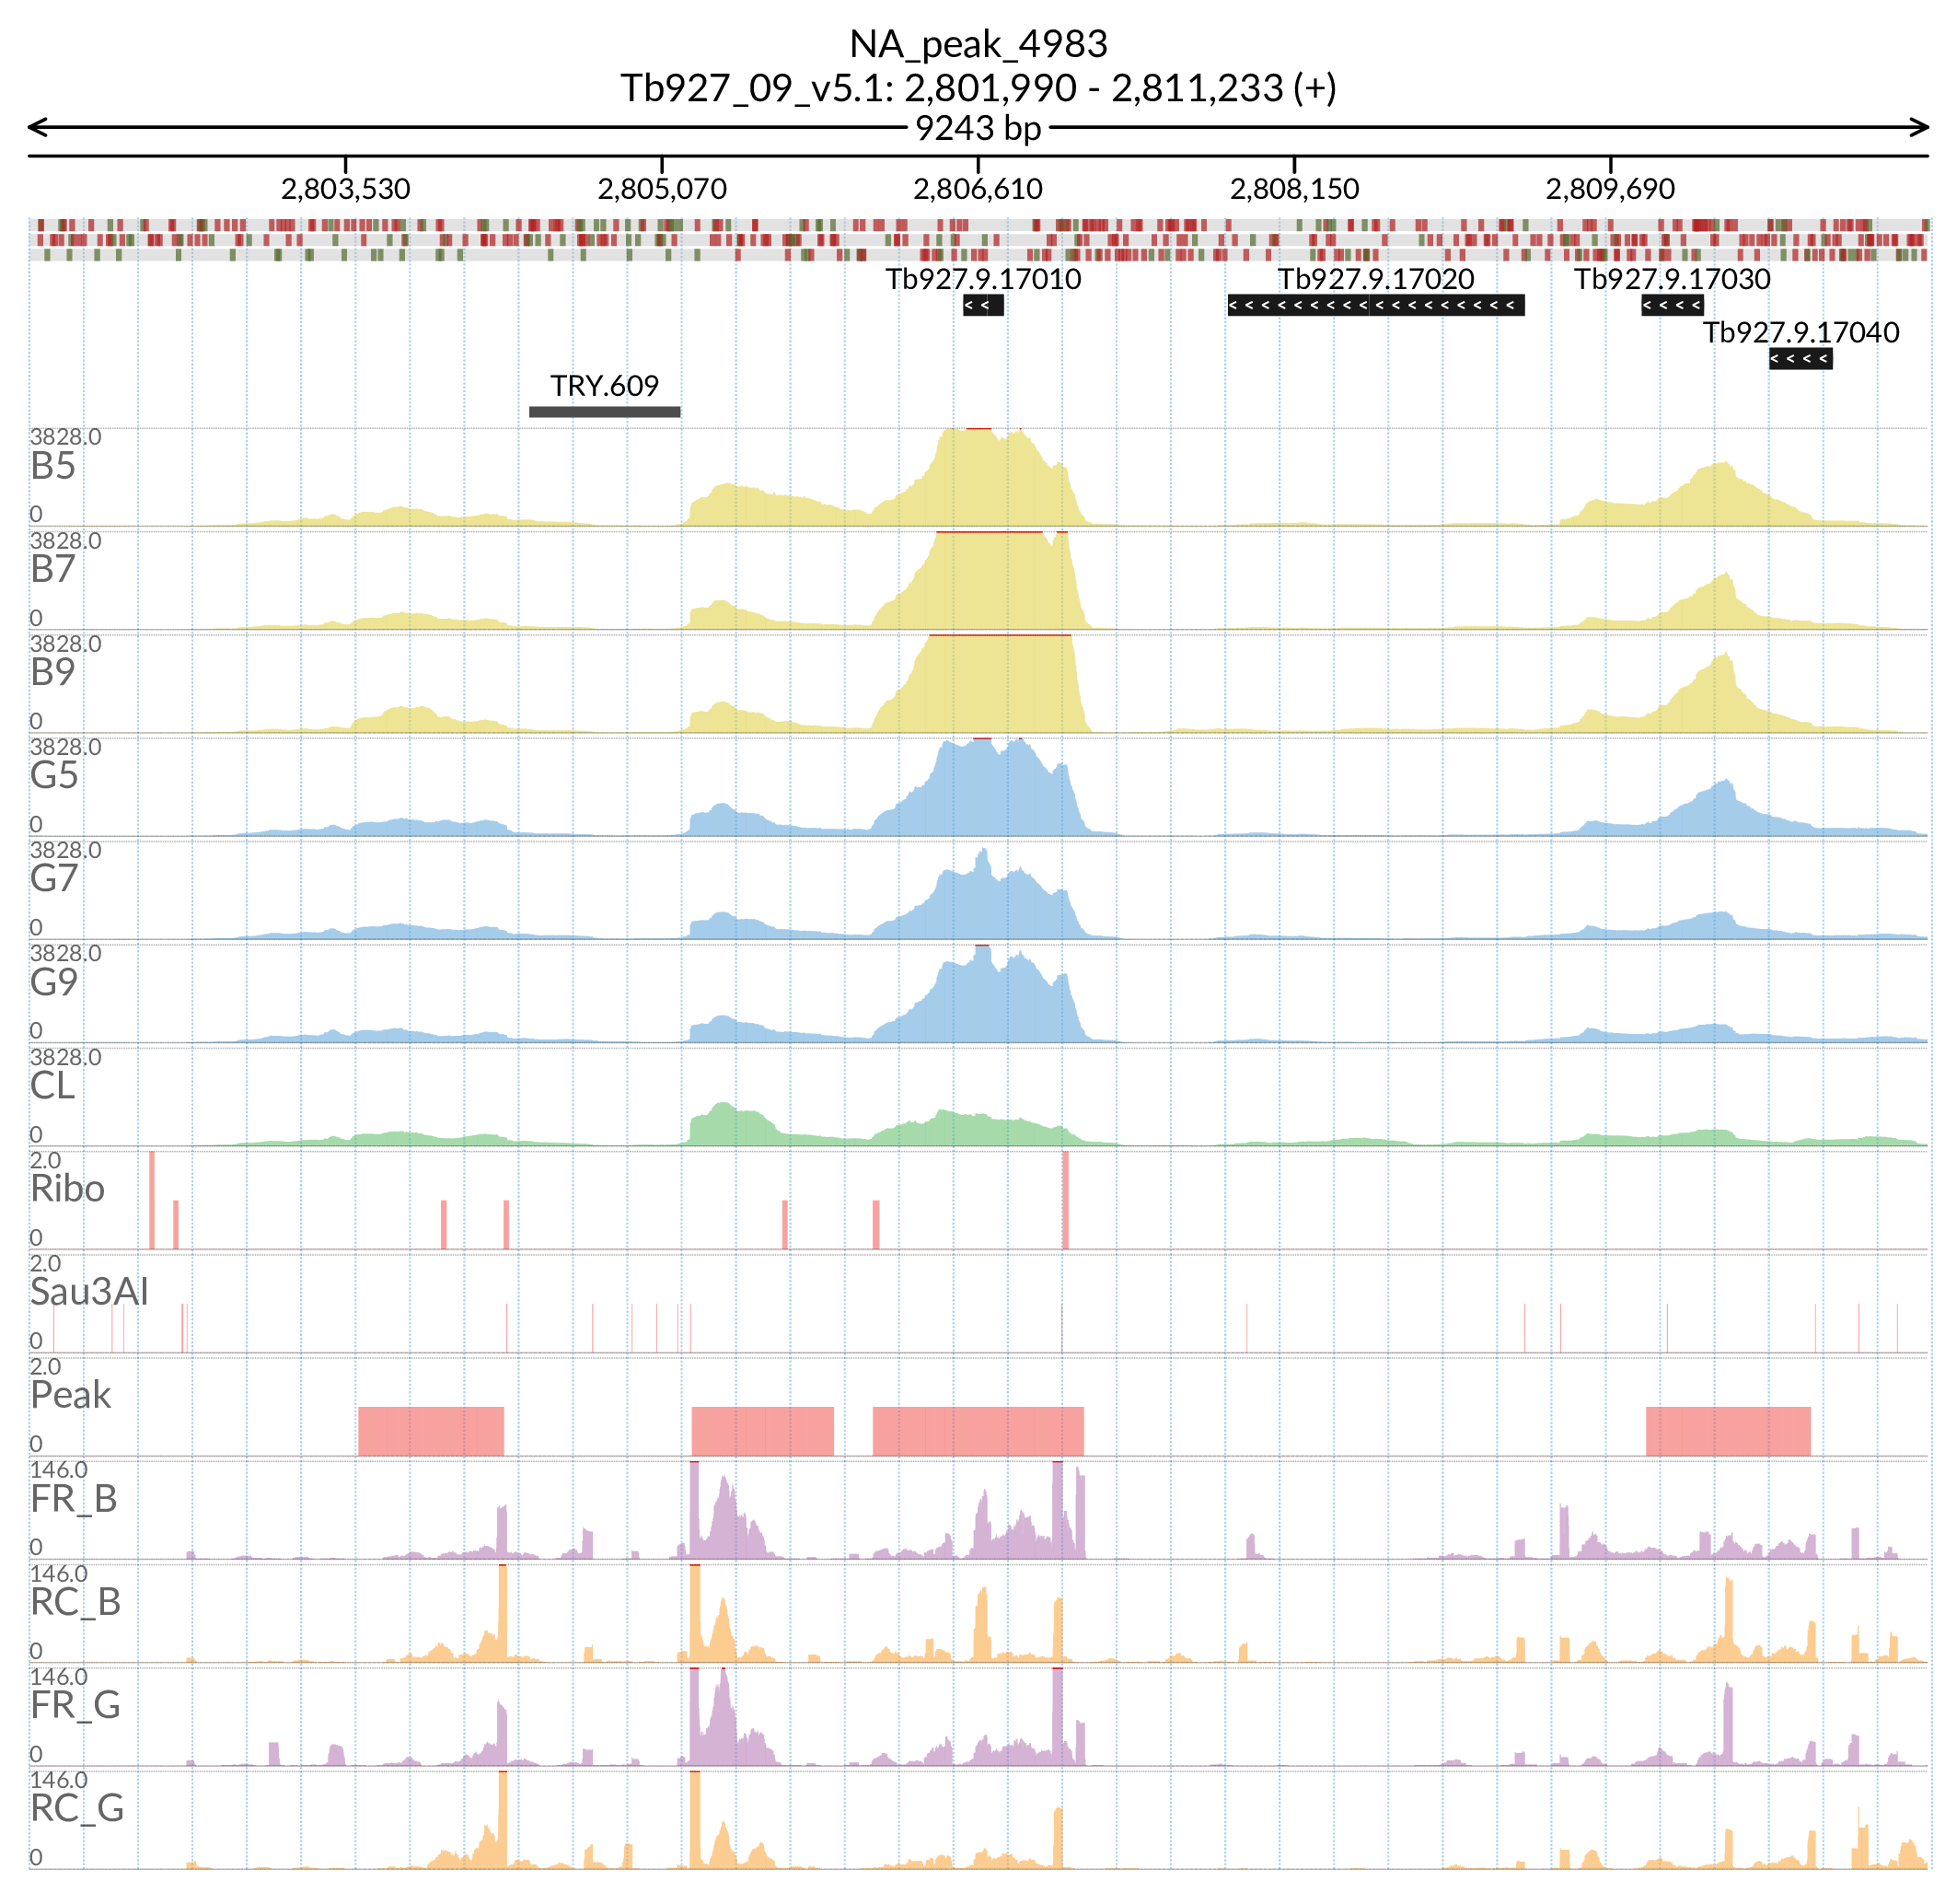 NA_peak_4983
Tb927_09_v5.1: 2,801,990 - 2,811,233 (+)
9243 bp
2,803,530 2,805,070 2,806,610 2,808,150 2,809,690
Tb927.9.17010 Tb927.9.17020 Tb927.9.17030
Tb927.9.17040
TRY.609
3828.0
B5
0
3828.0
B7
0
3828.0
B9
0
3828.0
G5
0
3828.0
G7
0
3828.0
G9
0
3828.0
CL
0
2.0
Ribo
0
2.0
Sau3AI
0
2.0
Peak
0
146.0
FR_B
0
146.0
RC_B
0
146.0
FR_G
0
146.0
RC_G
0